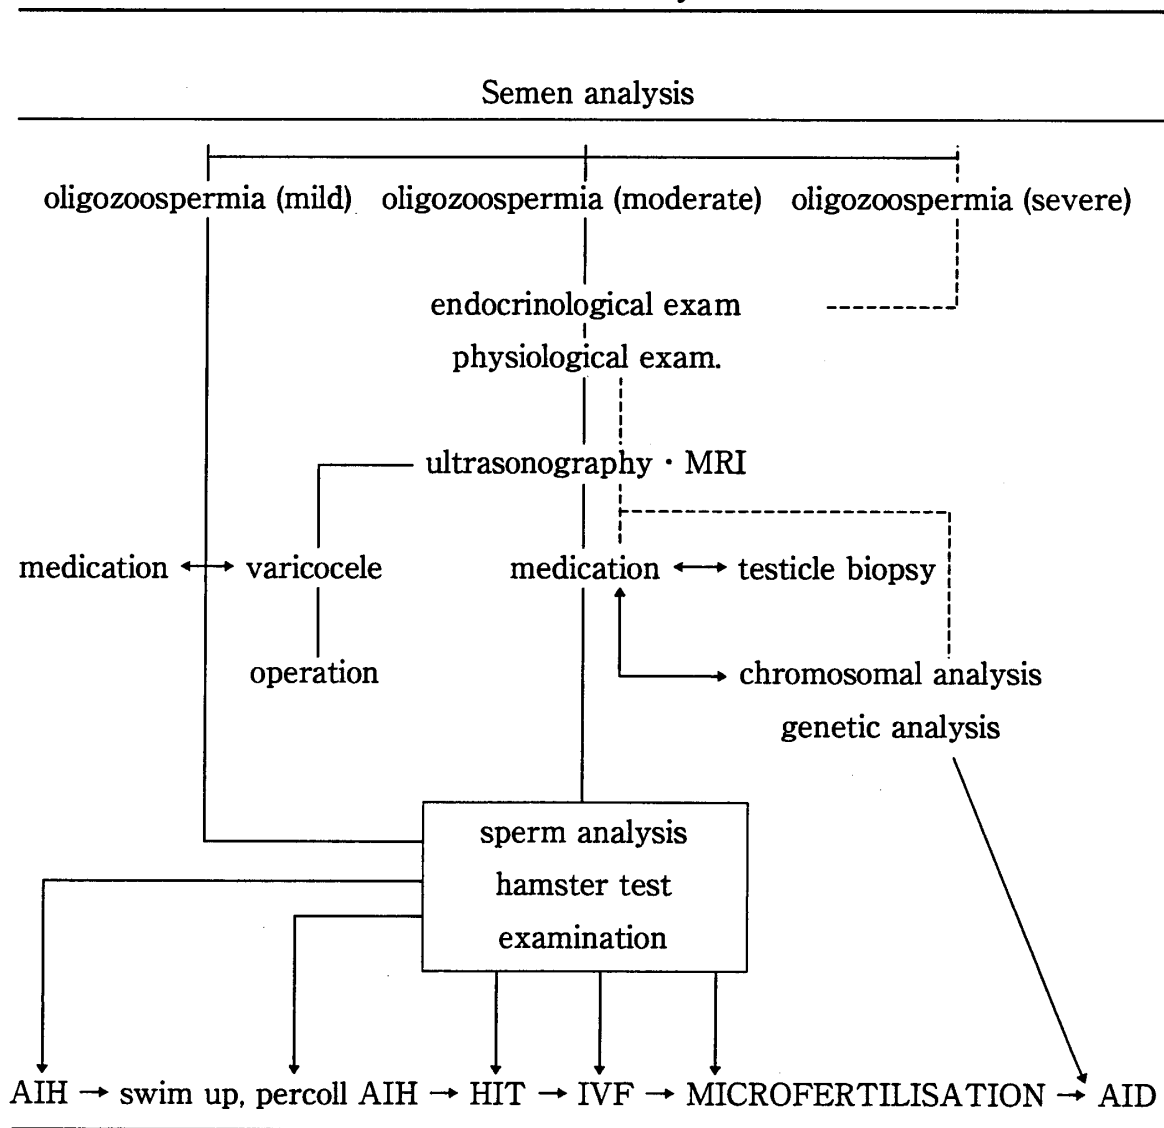 Semen analysis
oligozoospermia (mild) oligozoospermia (moderate) oligozoospermia (severe)
endocrinological exam
physiological exam.
ultrasonography · MRI
medication ↔ varicocele medication ↔ testicle biopsy
operation chromosomal analysis
genetic analysis
sperm analysis
hamster test
examination
AIH → swim up, percoll AIH → HIT → IVF → MICROFERTILISATION → AID